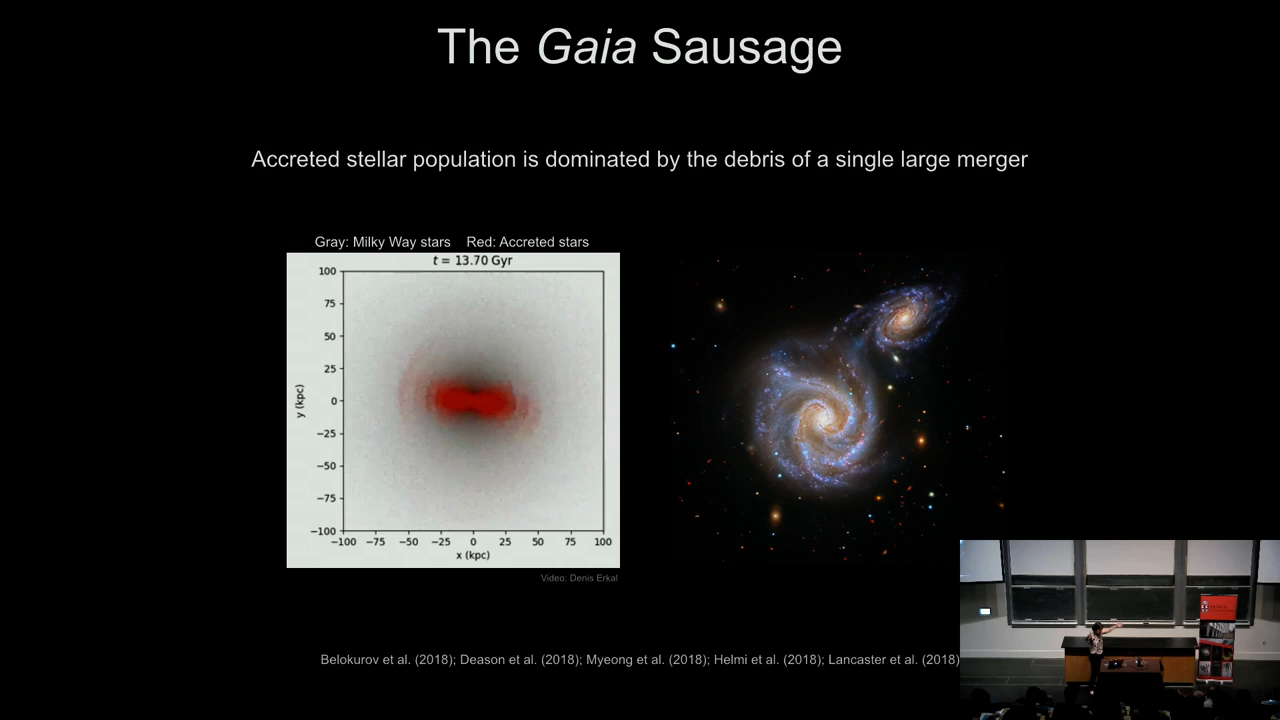 The Gaia Sausage
Accreted stellar population is dominated by the debris of a single large merger
Gray: Milky Way stars Red: Accreted stars
t = 13.70 Gyr
100
75
50
25
0
−25
−50
−75
−100
y (kpc)
−100 −75 −50 −25 0 25 50 75 100
x (kpc)
Video: Denis Erkal
Belokurov et al. (2018); Deason et al. (2018); Myeong et al. (2018); Helmi et al. (2018); Lancaster et al. (2018)